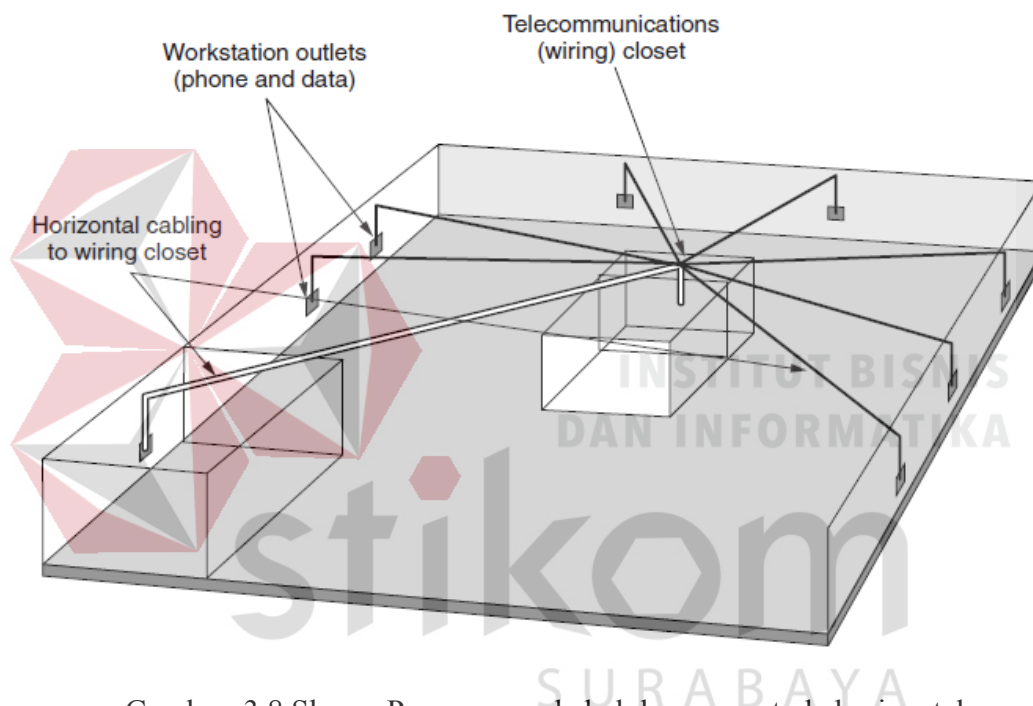 Telecommunications
(wiring) closet
Workstation outlets
(phone and data)
Horizontal cabling
to wiring closet
INSTITUT BISNIS
DAN INFORMATIKA
stikom
SURABAYA